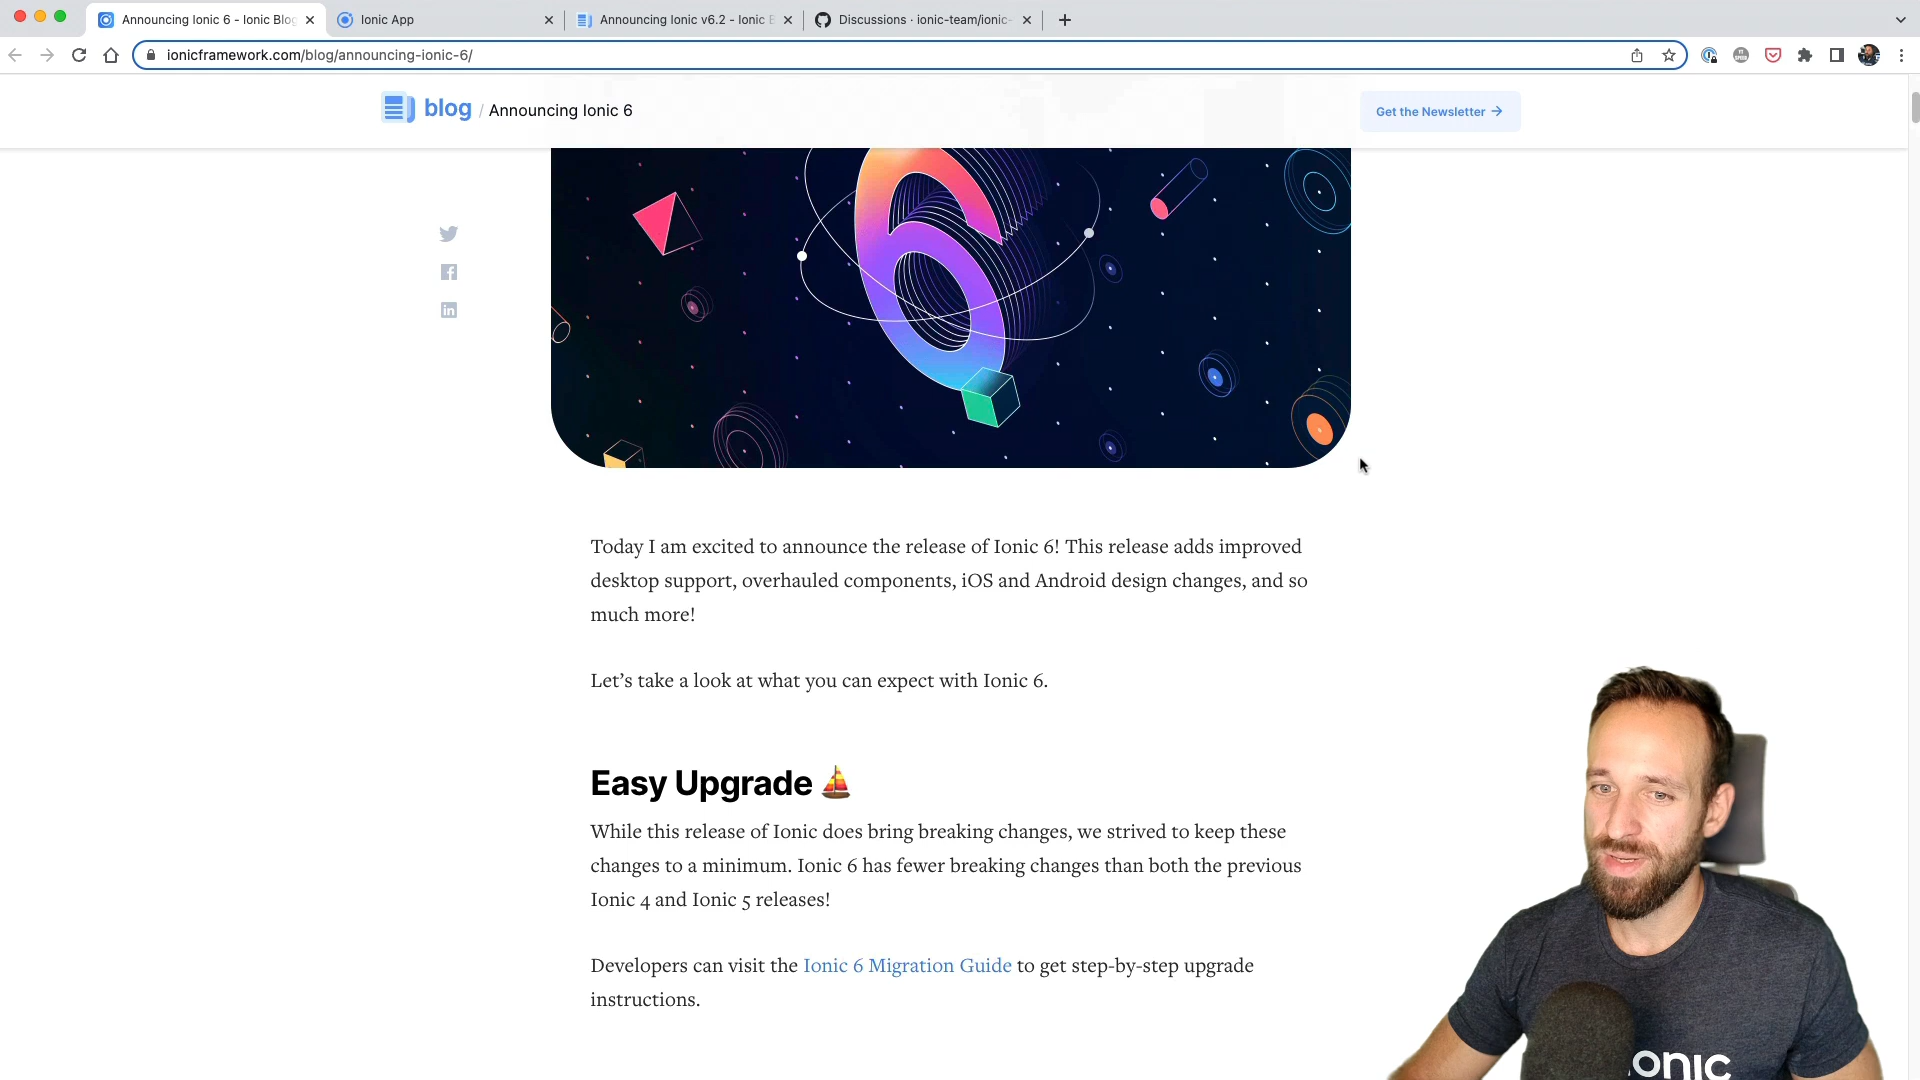 Announcing Ionic 6 - Ionic Blog
Ionic App
Announcing Ionic v6.2 - Ionic B
Discussions · ionic-team/ionic-
ionicframework.com/blog/announcing-ionic-6/
blog / Announcing Ionic 6
Get the Newsletter →
Today I am excited to announce the release of Ionic 6! This release adds improved
desktop support, overhauled components, iOS and Android design changes, and so
much more!
Let’s take a look at what you can expect with Ionic 6.
Easy Upgrade ⛵
While this release of Ionic does bring breaking changes, we strived to keep these
changes to a minimum. Ionic 6 has fewer breaking changes than both the previous
Ionic 4 and Ionic 5 releases!
Developers can visit the Ionic 6 Migration Guide to get step-by-step upgrade
instructions.
ionic